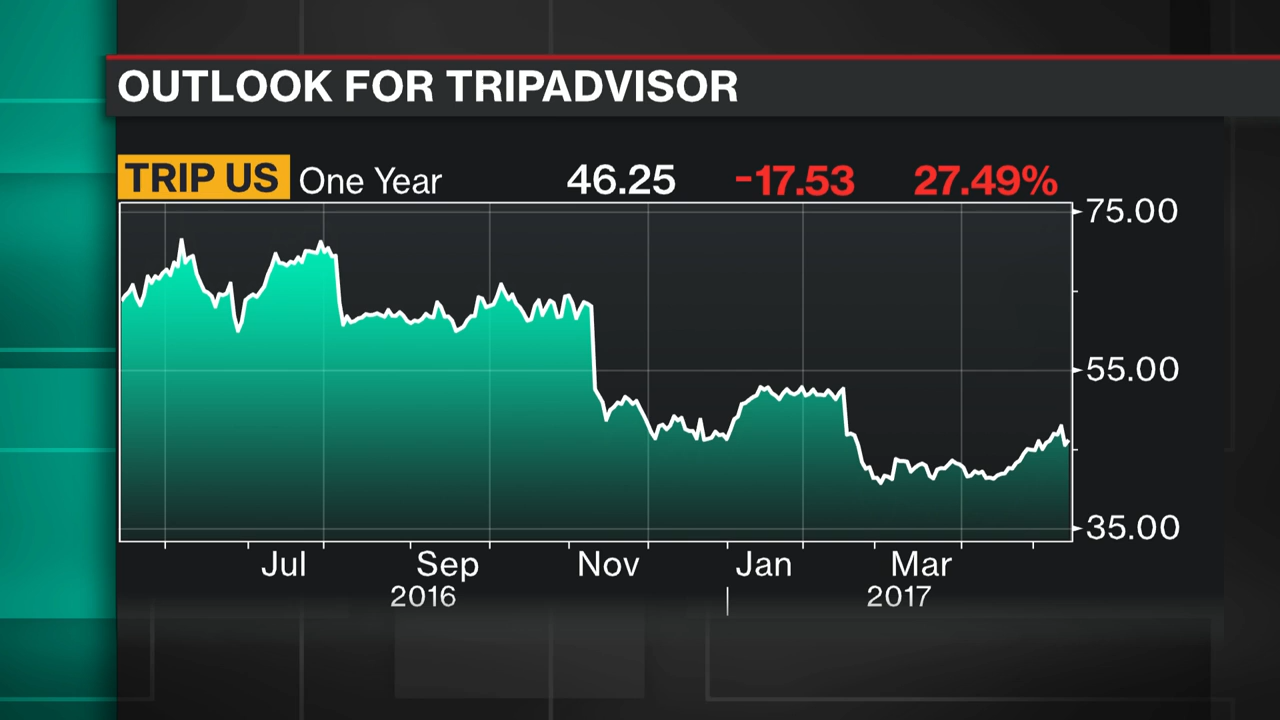 OUTLOOK FOR TRIPADVISOR
TRIP US One Year 46.25 -17.53 27.49%
75.00
55.00
35.00
Jul Sep Nov Jan Mar
2016 2017